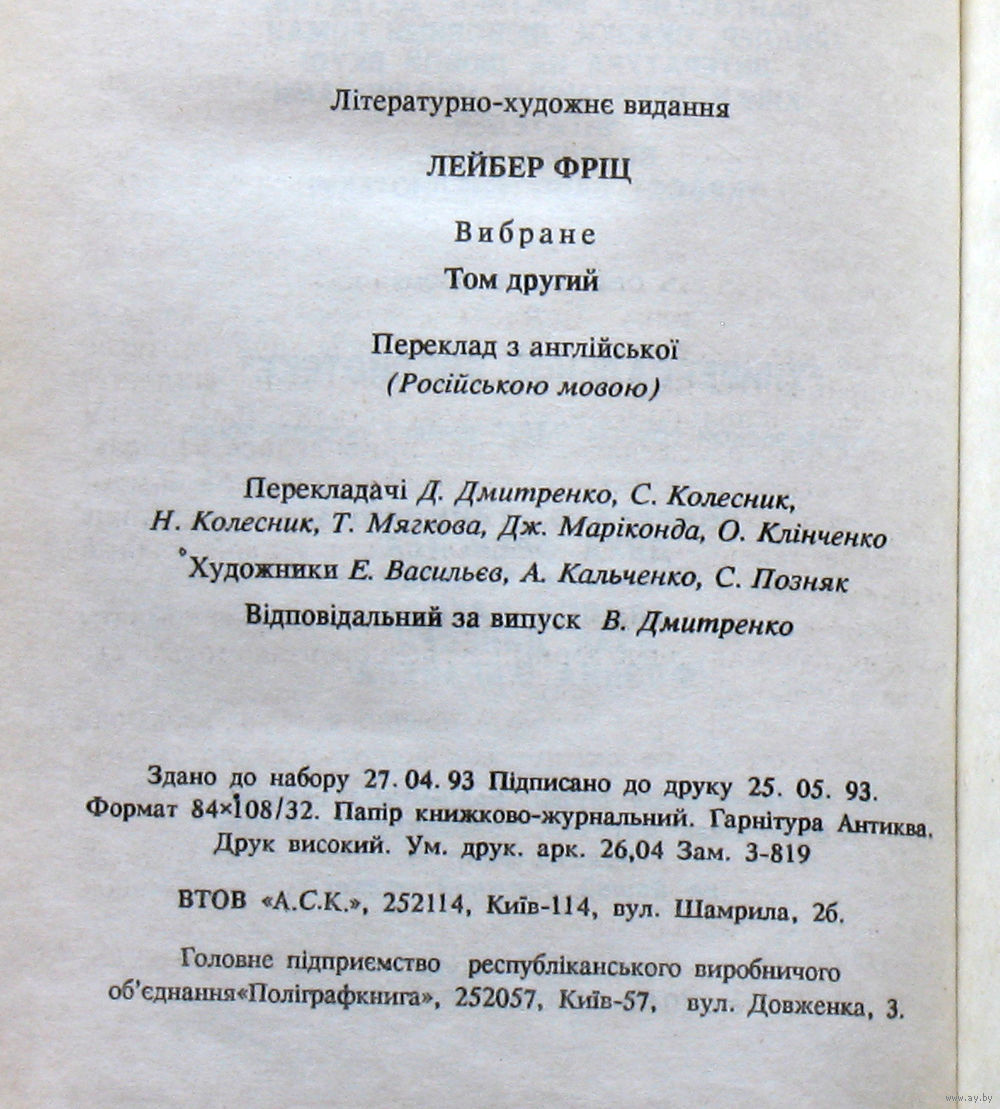 Літературно-художнє видання
ЛЕЙБЕР ФРІЦ
Вибране
Том другий
Переклад з англійської
(Російською мовою)
Перекладачі Д. Дмитренко, С. Колесник,
Н. Колесник, Т. Мягкова, Дж. Маріконда, О. Клінченко
Художники Е. Васильєв, А. Кальченко, С. Позняк
Відповідальний за випуск В. Дмитренко
Здано до набору 27. 04. 93 Підписано до друку 25. 05. 93.
Формат 84×108/32. Папір книжково-журнальний. Гарнітура Антиква.
Друк високий. Ум. друк. арк. 26,04 Зам. 3-819
ВТОВ «А.С.К.», 252114, Київ-114, вул. Шамрила, 2б.
Головне підприємство республіканського виробничого
об'єднання«Поліграфкнига», 252057, Київ-57, вул. Довженка, 3.
www.ay.by